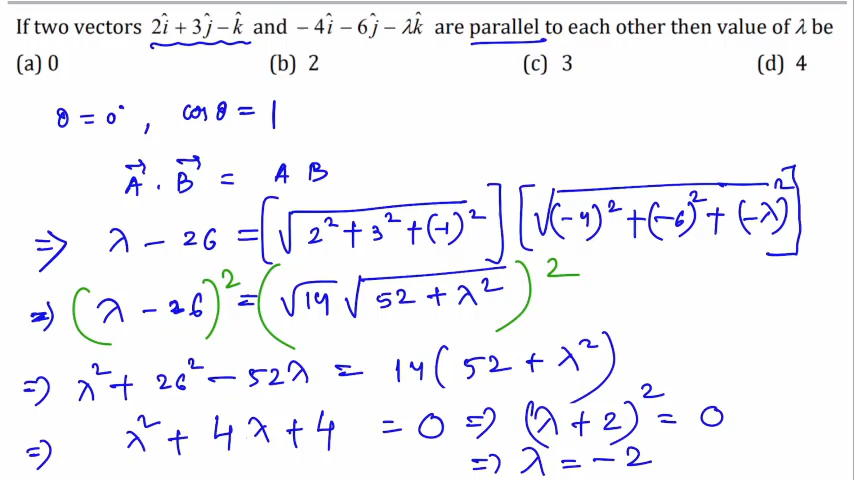 If two vectors 2î + 3ĵ – k̂ and – 4î – 6ĵ – λk̂ are parallel to each other then value of λ be
(a) 0 (b) 2 (c) 3 (d) 4
θ = 0°, cos θ = 1
A⃗ . B⃗ = A B
⇒ λ – 26 = [√(2² + 3² + (–1)²)] [√((–4)² + (–6)² + (–λ)²)]
⇒ (λ – 26)² = (√14 √(52 + λ²))²
⇒ λ² + 26² – 52λ = 14(52 + λ²)
⇒ λ² + 4λ + 4 = 0 ⇒ (λ + 2)² = 0
⇒ λ = –2